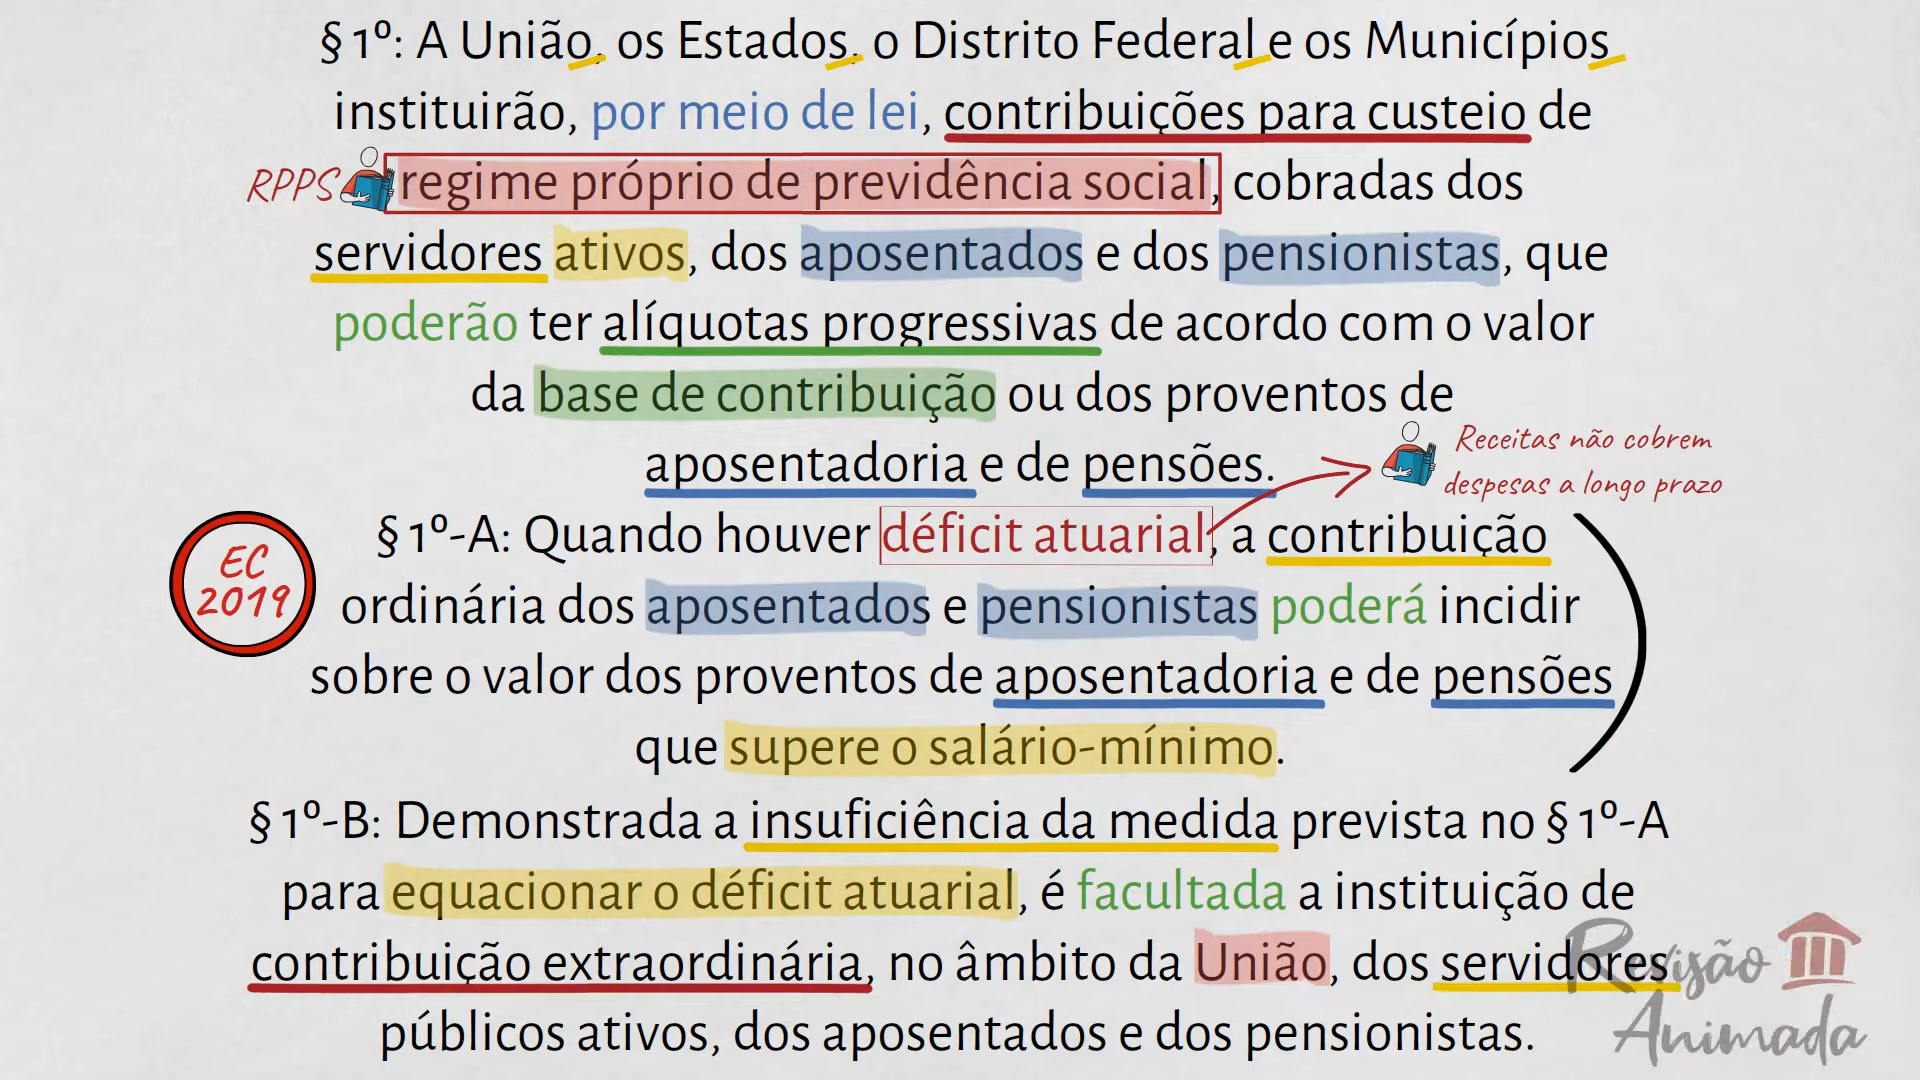 § 1º: A União, os Estados, o Distrito Federal e os Municípios
instituirão, por meio de lei, contribuições para custeio de
RPPS regime próprio de previdência social, cobradas dos
servidores ativos, dos aposentados e dos pensionistas, que
poderão ter alíquotas progressivas de acordo com o valor
da base de contribuição ou dos proventos de
aposentadoria e de pensões.
Receitas não cobrem
despesas a longo prazo
§ 1º-A: Quando houver déficit atuarial, a contribuição
EC
2019
ordinária dos aposentados e pensionistas poderá incidir
sobre o valor dos proventos de aposentadoria e de pensões
que supere o salário-mínimo.
§ 1º-B: Demonstrada a insuficiência da medida prevista no § 1º-A
para equacionar o déficit atuarial, é facultada a instituição de
contribuição extraordinária, no âmbito da União, dos servidores
públicos ativos, dos aposentados e dos pensionistas.
Revisão
Animada